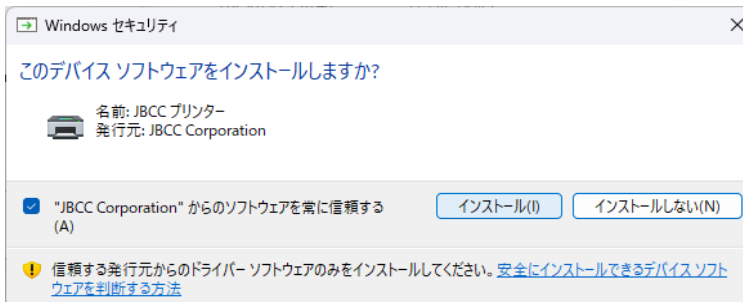 Windows セキュリティ
このデバイス ソフトウェアをインストールしますか?
名前: JBCC プリンター
発行元: JBCC Corporation
"JBCC Corporation" からのソフトウェアを常に信頼する
(A)
インストール(I)
インストールしない(N)
信頼する発行元からのドライバー ソフトウェアのみをインストールしてください。安全にインストールできるデバイス ソフト
ウェアを判断する方法